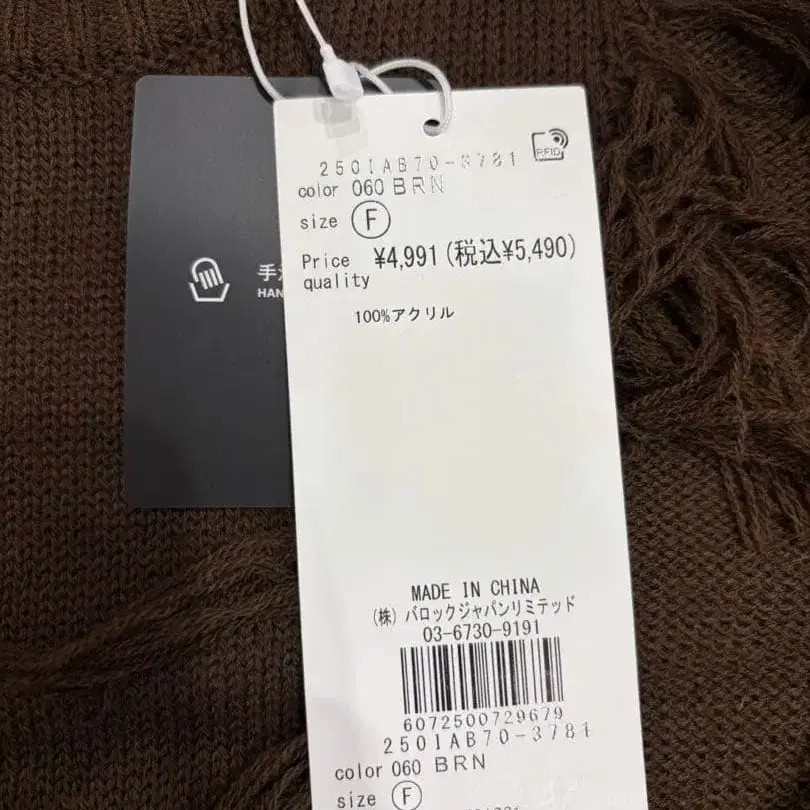 手洗
HAN
2501AB70-3781
RFID
color 060 BRN
size F
Price ¥4,991(税込¥5,490)
quality
100%アクリル
MADE IN CHINA
(株) バロックジャパンリミテッド
03-6730-9191
6072500729679
2501AB70-3781
color 060 BRN
size F